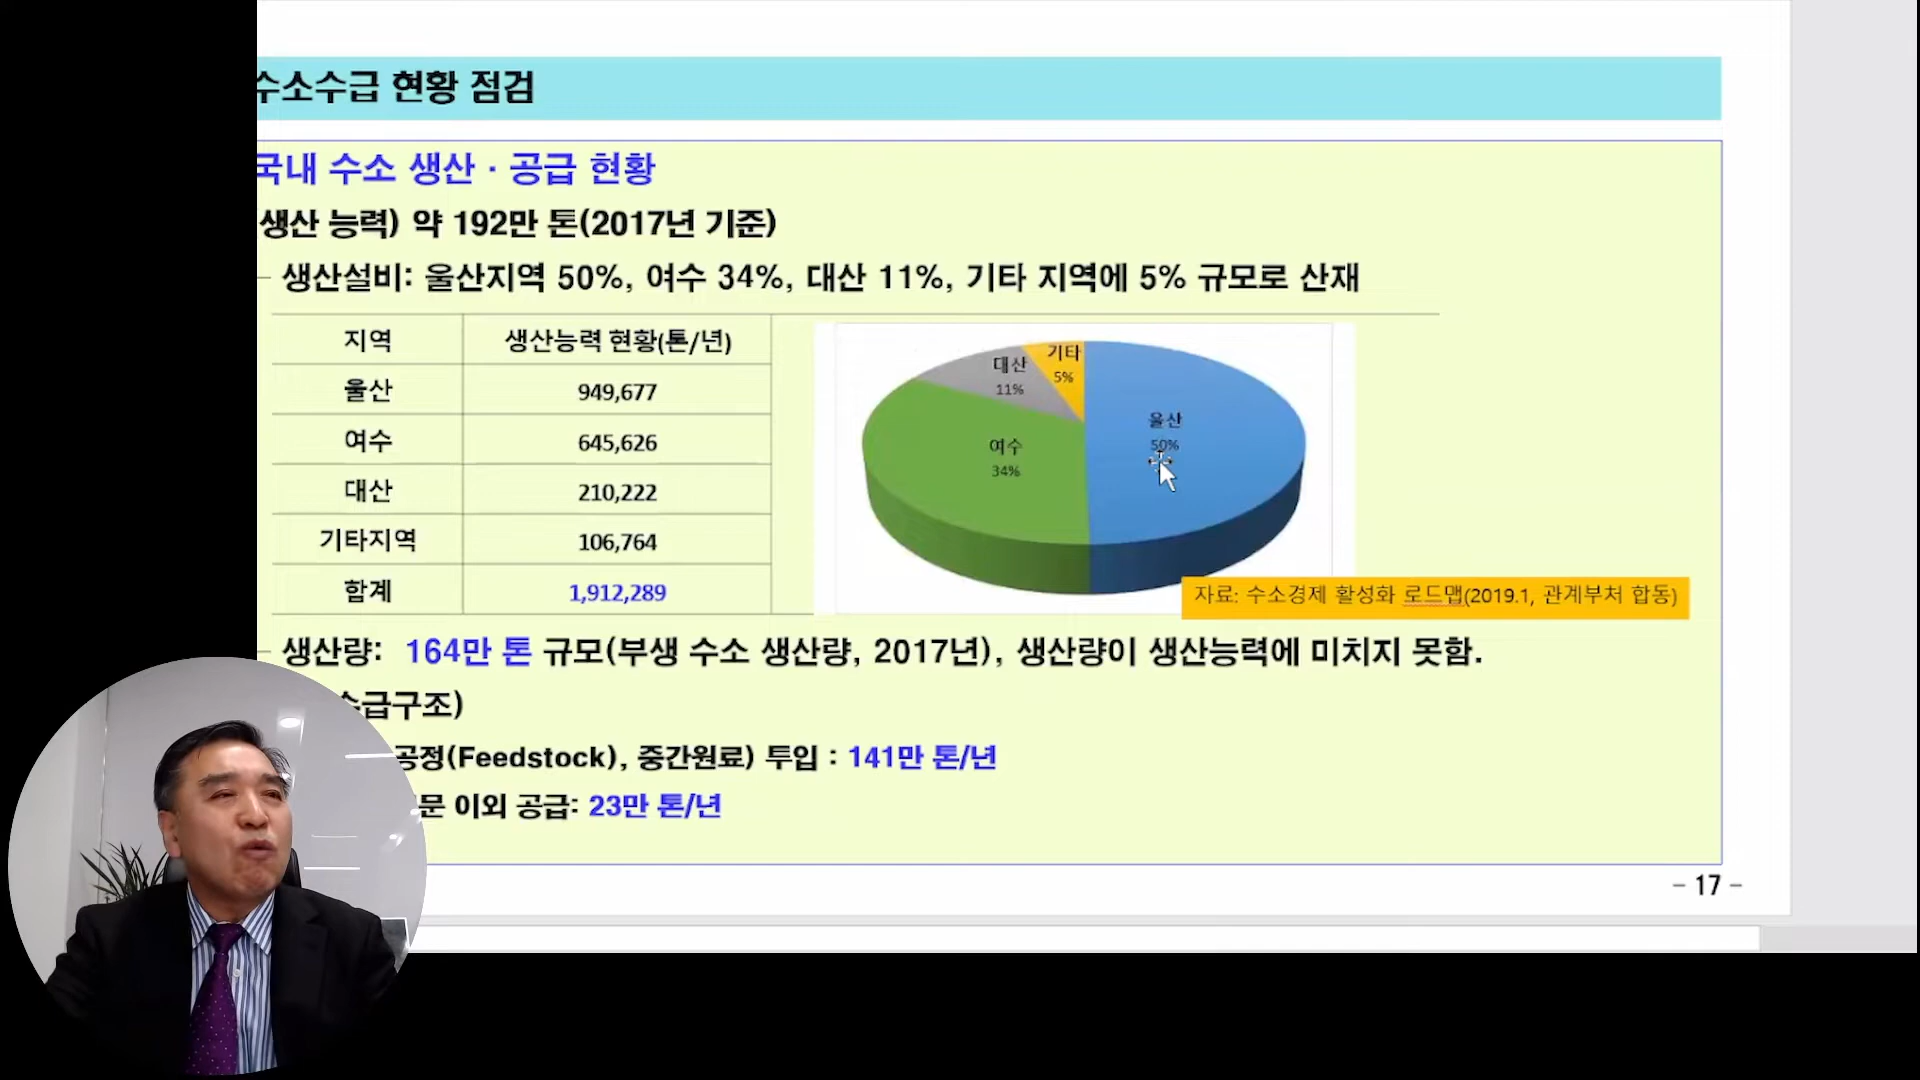 수소수급 현황 점검
국내 수소 생산 · 공급 현황
생산 능력) 약 192만 톤(2017년 기준)
- 생산설비: 울산지역 50%, 여수 34%, 대산 11%, 기타 지역에 5% 규모로 산재
지역 생산능력 현황(톤/년)
울산 949,677
여수 645,626
대산 210,222
기타지역 106,764
합계 1,912,289
기타
5%
대산
11%
울산
50%
여수
34%
자료: 수소경제 활성화 로드맵(2019.1, 관계부처 합동)
- 생산량: 164만 톤 규모(부생 수소 생산량, 2017년), 생산량이 생산능력에 미치지 못함.
수급구조)
공정(Feedstock), 중간원료) 투입 : 141만 톤/년
문 이외 공급: 23만 톤/년
- 17 -